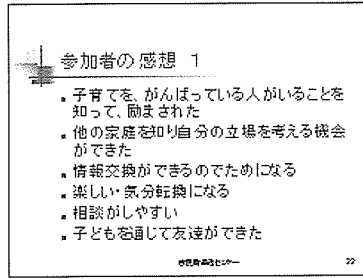 参加者の感想 1
子育てを、がんばっている人がいることを
知って、励まされた
他の家庭を知り自分の立場を考える機会
ができた
情報交換ができるのでためになる
楽しい・気分転換になる
相談がしやすい
子どもを通じて友達ができた
22